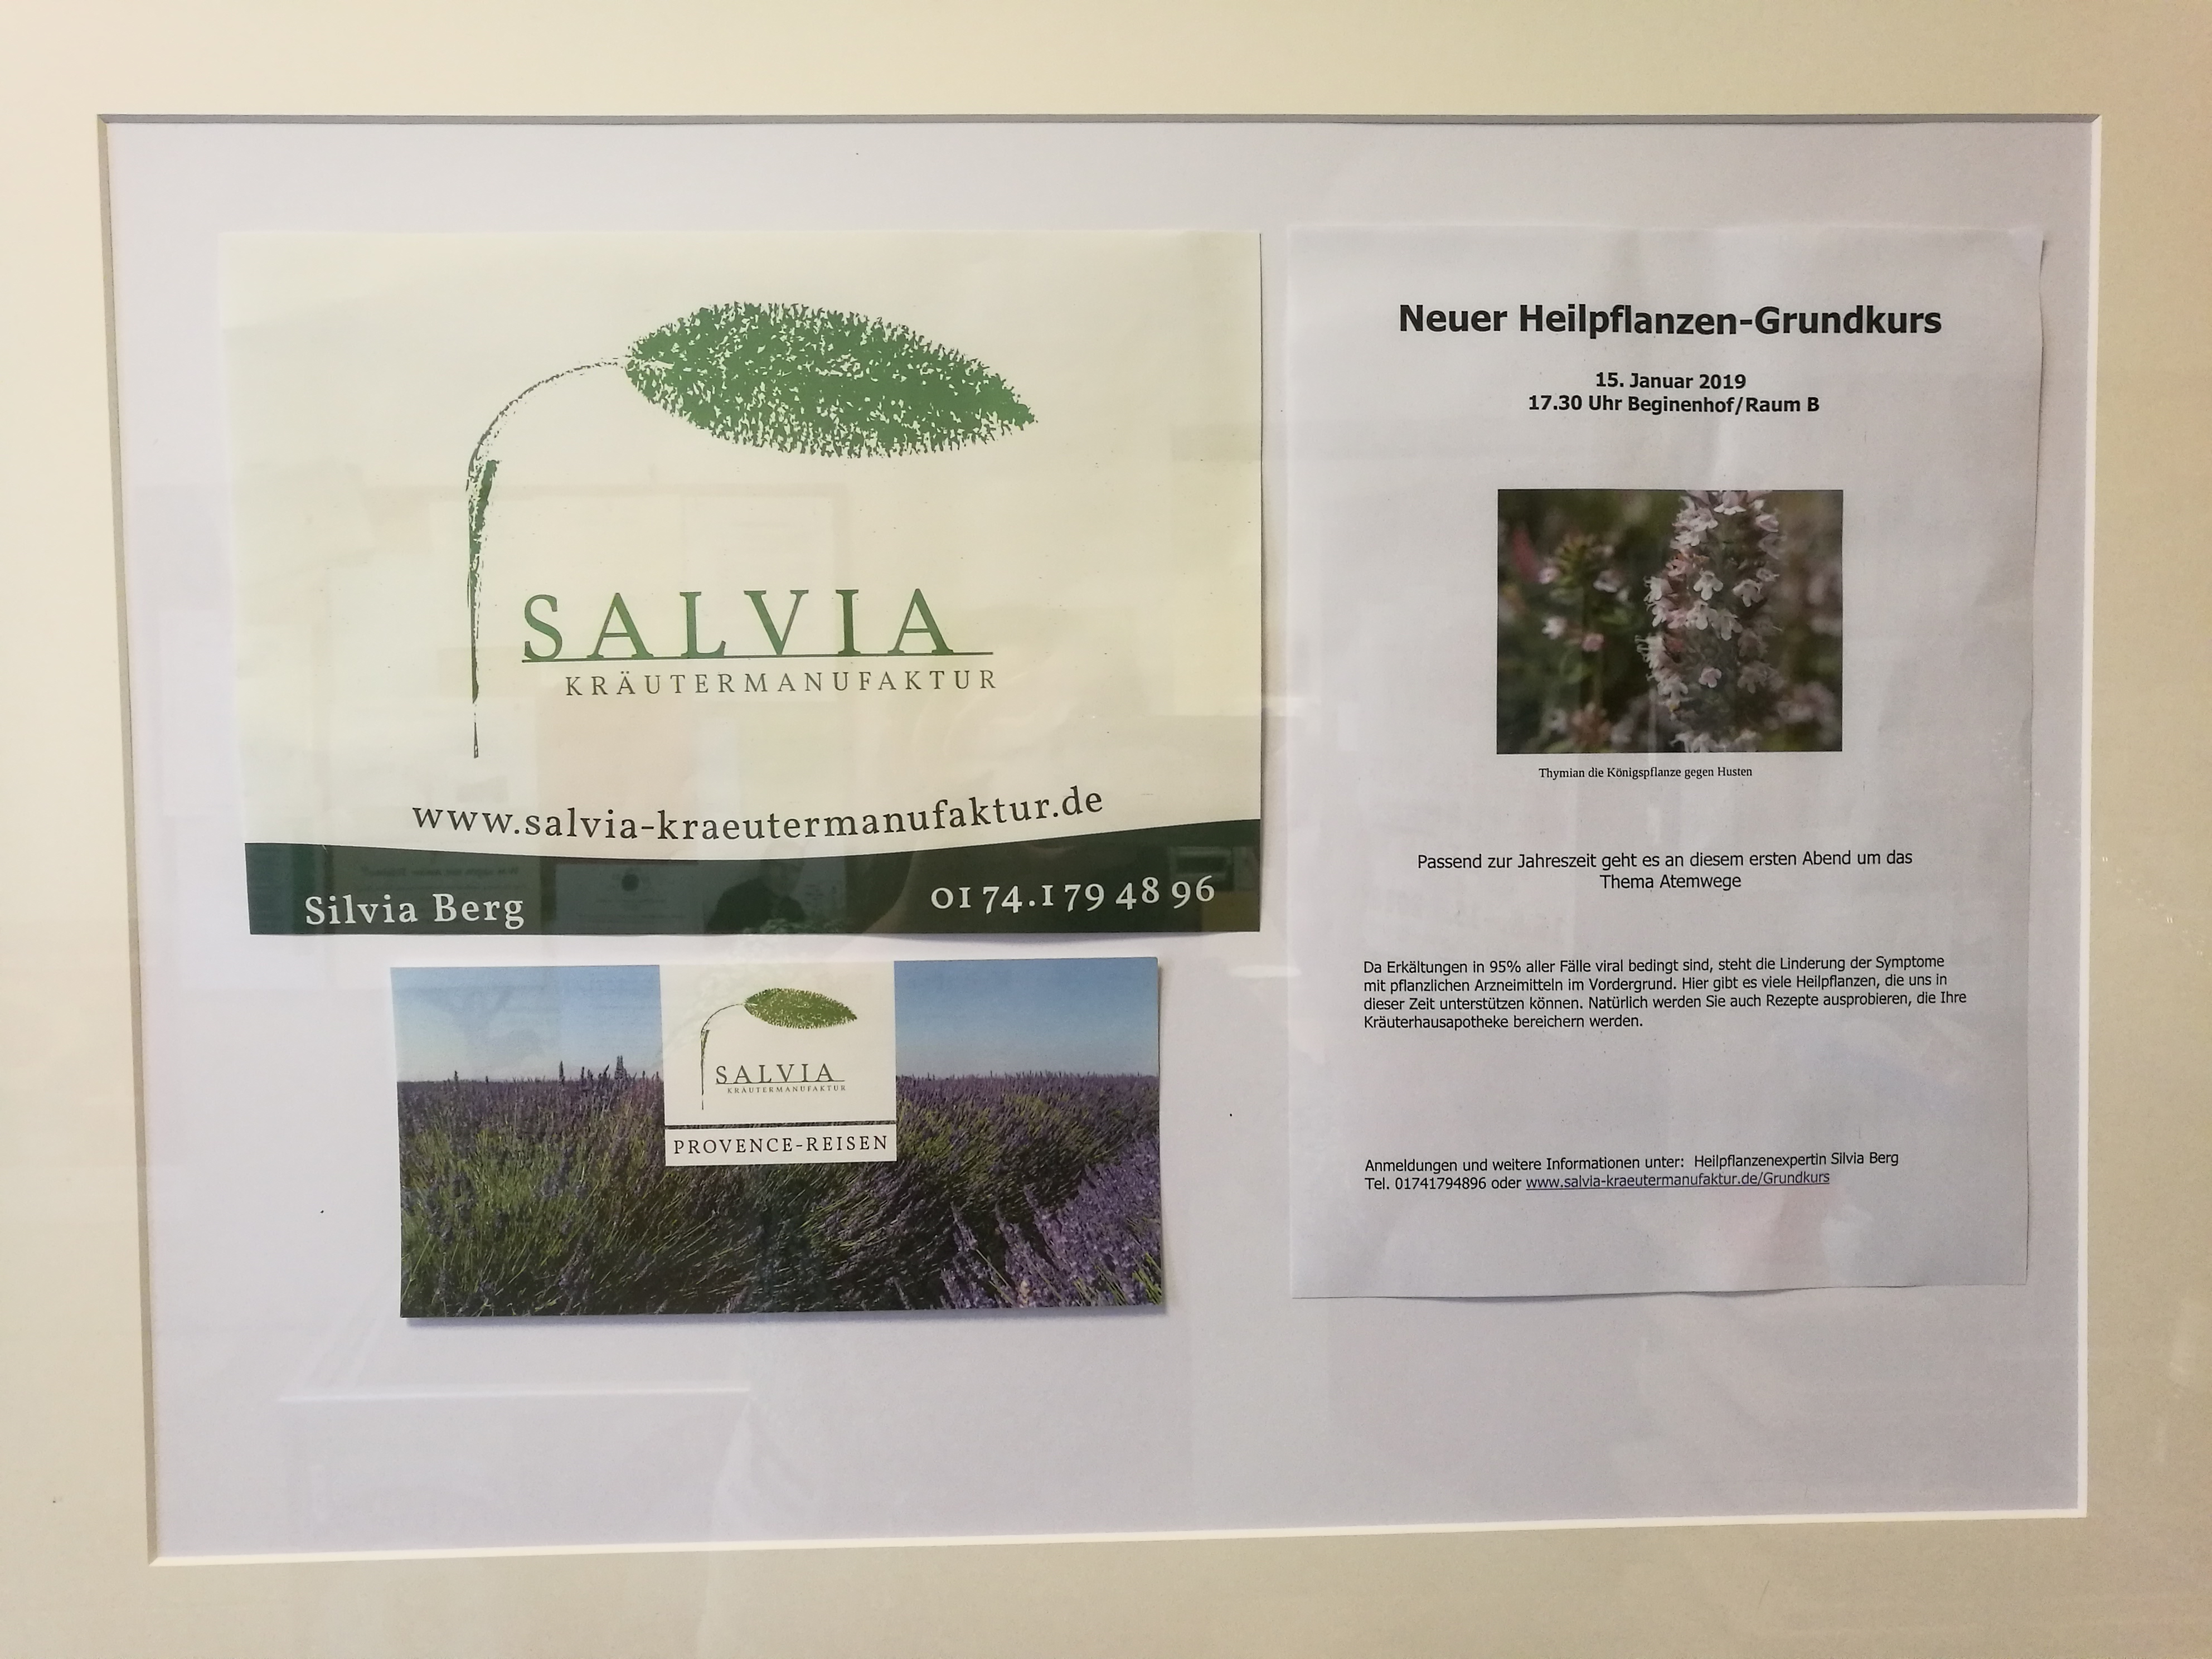 SALVIA
KRÄUTERMANUFAKTUR
www.salvia-kraeutermanufaktur.de
Silvia Berg
01 74.1 79 48 96
SALVIA
KRÄUTERMANUFAKTUR
PROVENCE-REISEN
Neuer Heilpflanzen-Grundkurs
15. Januar 2019
17.30 Uhr Beginenhof/Raum B
Thymian die Königspflanze gegen Husten
Passend zur Jahreszeit geht es an diesem ersten Abend um das
Thema Atemwege
Da Erkältungen in 95% aller Fälle viral bedingt sind, steht die Linderung der Symptome
mit pflanzlichen Arzneimitteln im Vordergrund. Hier gibt es viele Heilpflanzen, die uns in
dieser Zeit unterstützen können. Natürlich werden Sie auch Rezepte ausprobieren, die Ihre
Kräuterhausapotheke bereichern werden.
Anmeldungen und weitere Informationen unter: Heilpflanzenexpertin Silvia Berg
Tel. 01741794896 oder www.salvia-kraeutermanufaktur.de/Grundkurs